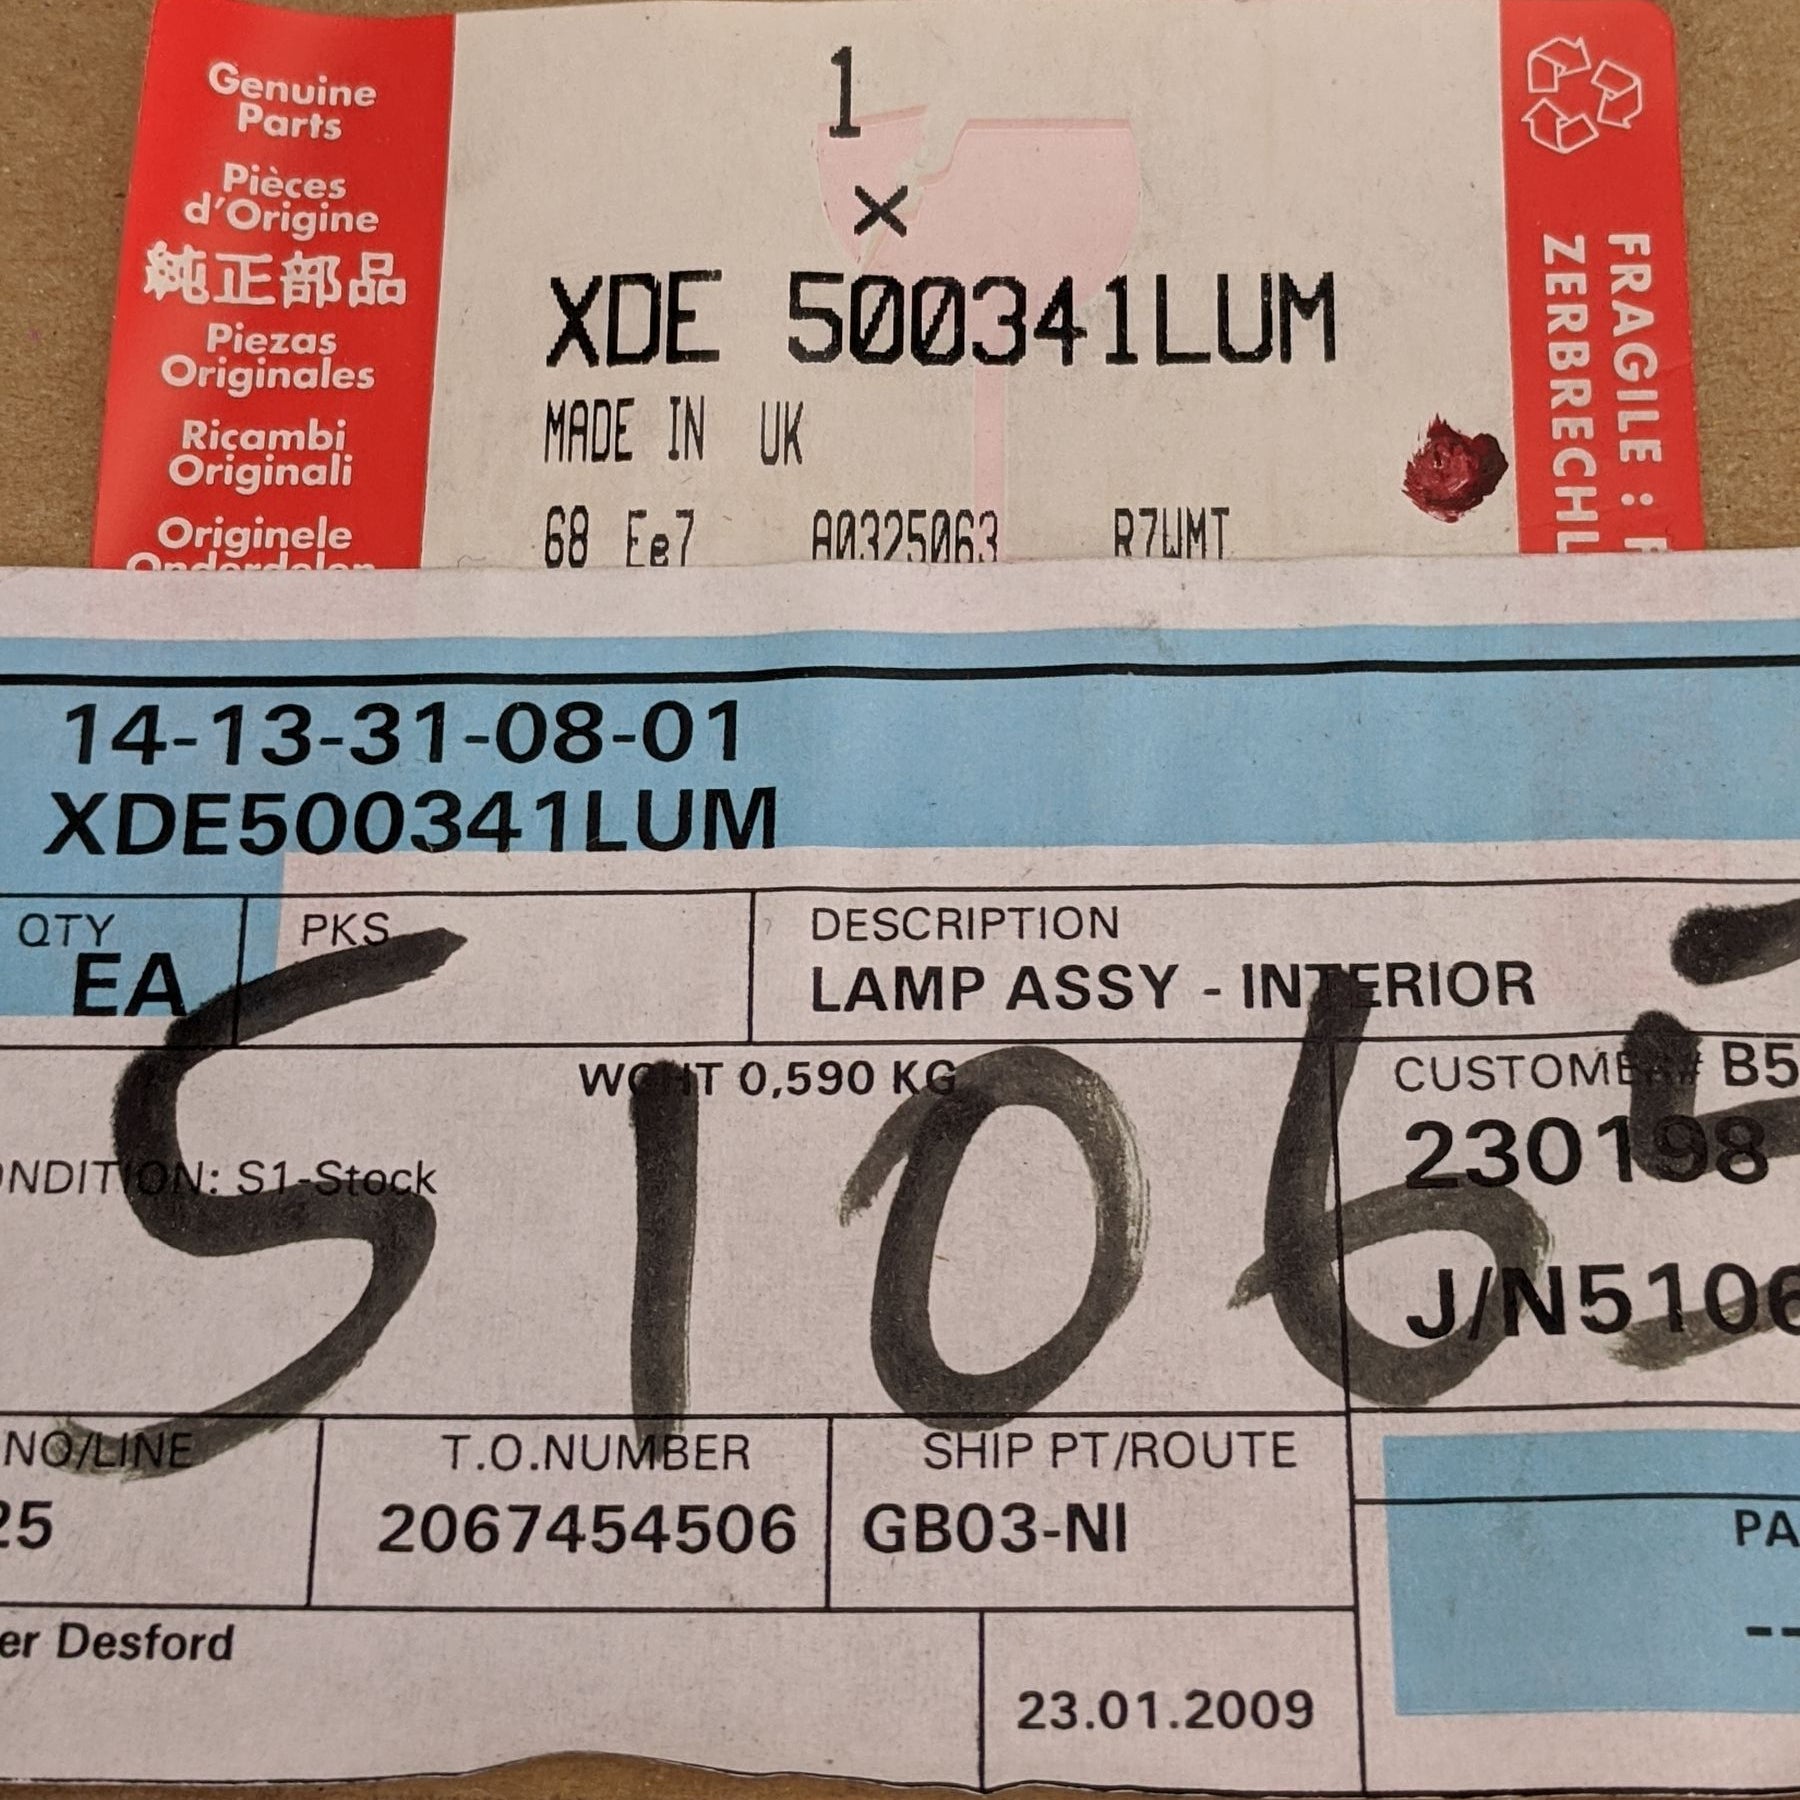 Genuine
Parts
Pièces
d'Origine
純正部品
Piezas
Originales
Ricambi
Originali
Originele
Onderdelen
1
×
XDE 500341LUM
MADE IN UK
68 Ee7 A0325063 R7WMT
FRAGILE :
ZERBRECHL
14-13-31-08-01
XDE500341LUM
QTY
EA
PKS
DESCRIPTION
LAMP ASSY - INTERIOR
WGHT 0,590 KG
CUSTOMER# B5
230198
ONDITION: S1-Stock
J/N5106
5106
NO/LINE
25
T.O.NUMBER
2067454506
SHIP PT/ROUTE
GB03-NI
PA
--
er Desford
23.01.2009